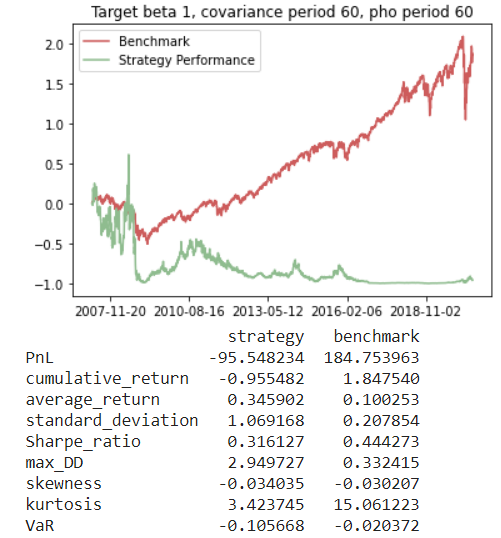 Target beta 1, covariance period 60, pho period 60
Benchmark
Strategy Performance
2.0
1.5
1.0
0.5
0.0
−0.5
−1.0
2007-11-20 2010-08-16 2013-05-12 2016-02-06 2018-11-02
strategy benchmark
PnL -95.548234 184.753963
cumulative_return -0.955482 1.847540
average_return 0.345902 0.100253
standard_deviation 1.069168 0.207854
Sharpe_ratio 0.316127 0.444273
max_DD 2.949727 0.332415
skewness -0.034035 -0.030207
kurtosis 3.423745 15.061223
VaR -0.105668 -0.020372